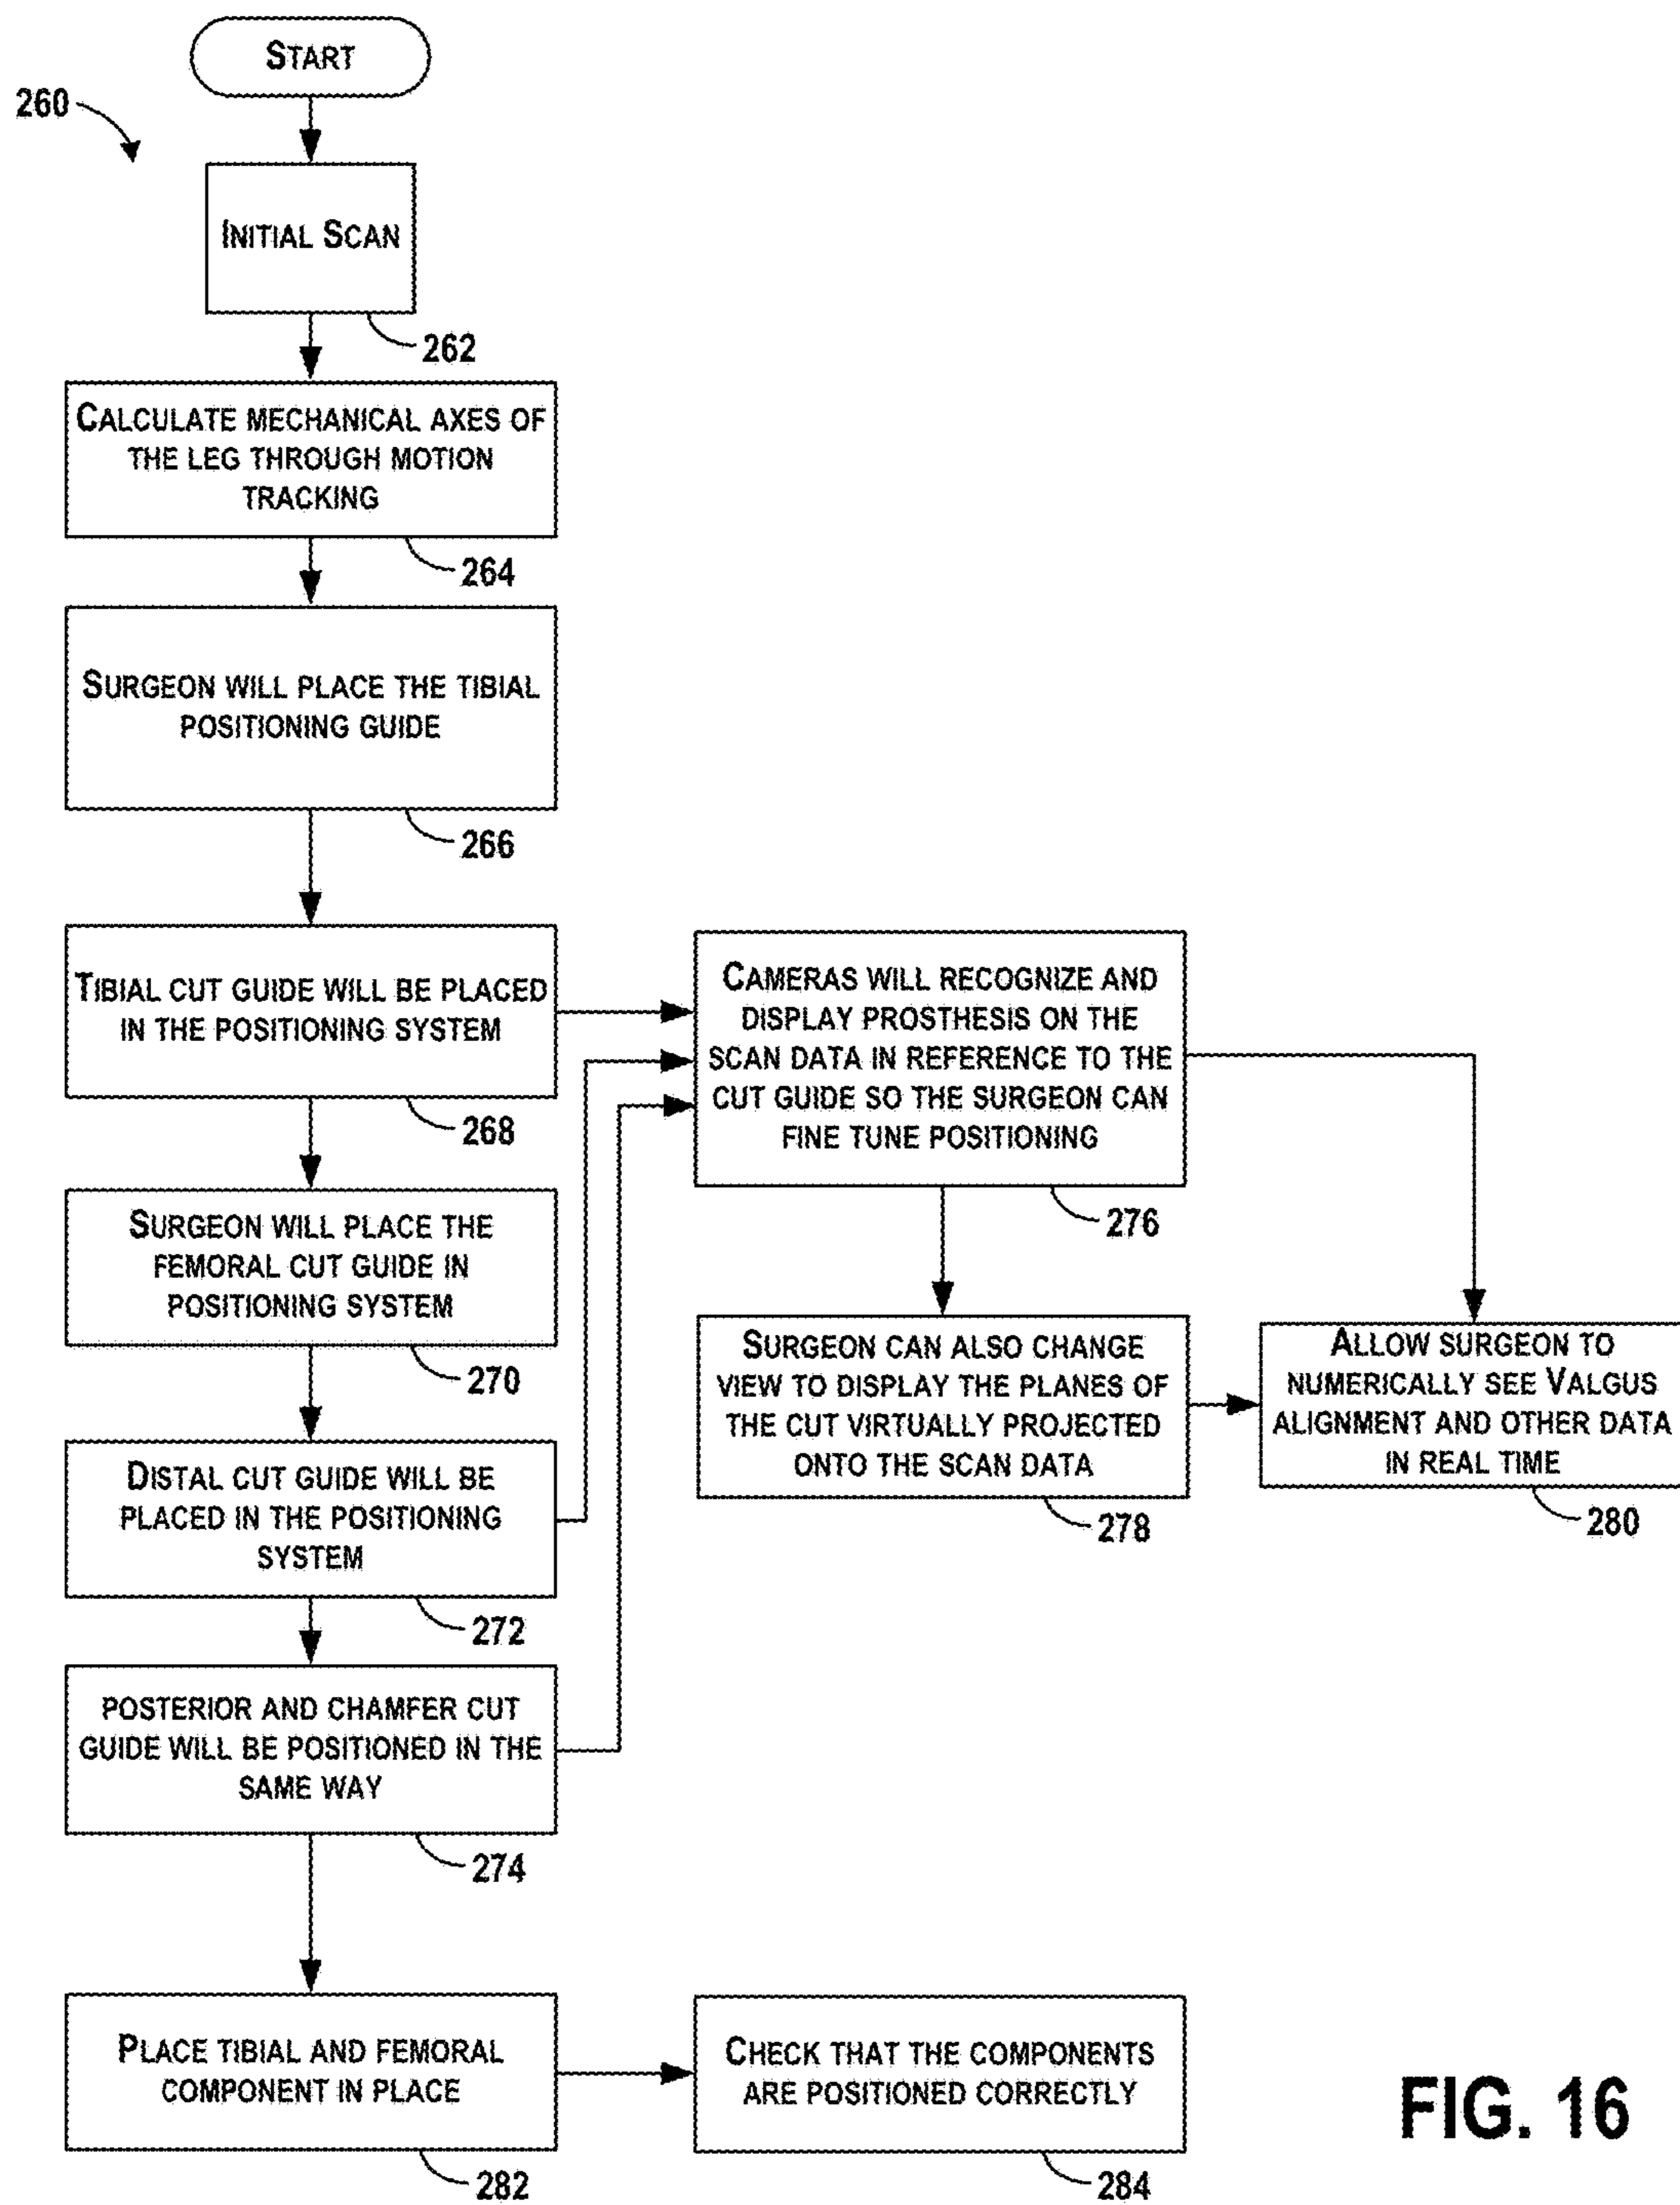 START
260
INITIAL SCAN
262
CALCULATE MECHANICAL AXES OF
THE LEG THROUGH MOTION
TRACKING
264
SURGEON WILL PLACE THE TIBIAL
POSITIONING GUIDE
266
TIBIAL CUT GUIDE WILL BE PLACED
IN THE POSITIONING SYSTEM
268
SURGEON WILL PLACE THE
FEMORAL CUT GUIDE IN
POSITIONING SYSTEM
270
DISTAL CUT GUIDE WILL BE
PLACED IN THE POSITIONING
SYSTEM
272
POSTERIOR AND CHAMFER CUT
GUIDE WILL BE POSITIONED IN THE
SAME WAY
274
CAMERAS WILL RECOGNIZE AND
DISPLAY PROSTHESIS ON THE
SCAN DATA IN REFERENCE TO THE
CUT GUIDE SO THE SURGEON CAN
FINE TUNE POSITIONING
276
SURGEON CAN ALSO CHANGE
VIEW TO DISPLAY THE PLANES OF
THE CUT VIRTUALLY PROJECTED
ONTO THE SCAN DATA
278
ALLOW SURGEON TO
NUMERICALLY SEE VALGUS
ALIGNMENT AND OTHER DATA
IN REAL TIME
280
PLACE TIBIAL AND FEMORAL
COMPONENT IN PLACE
282
CHECK THAT THE COMPONENTS
ARE POSITIONED CORRECTLY
284
FIG. 16